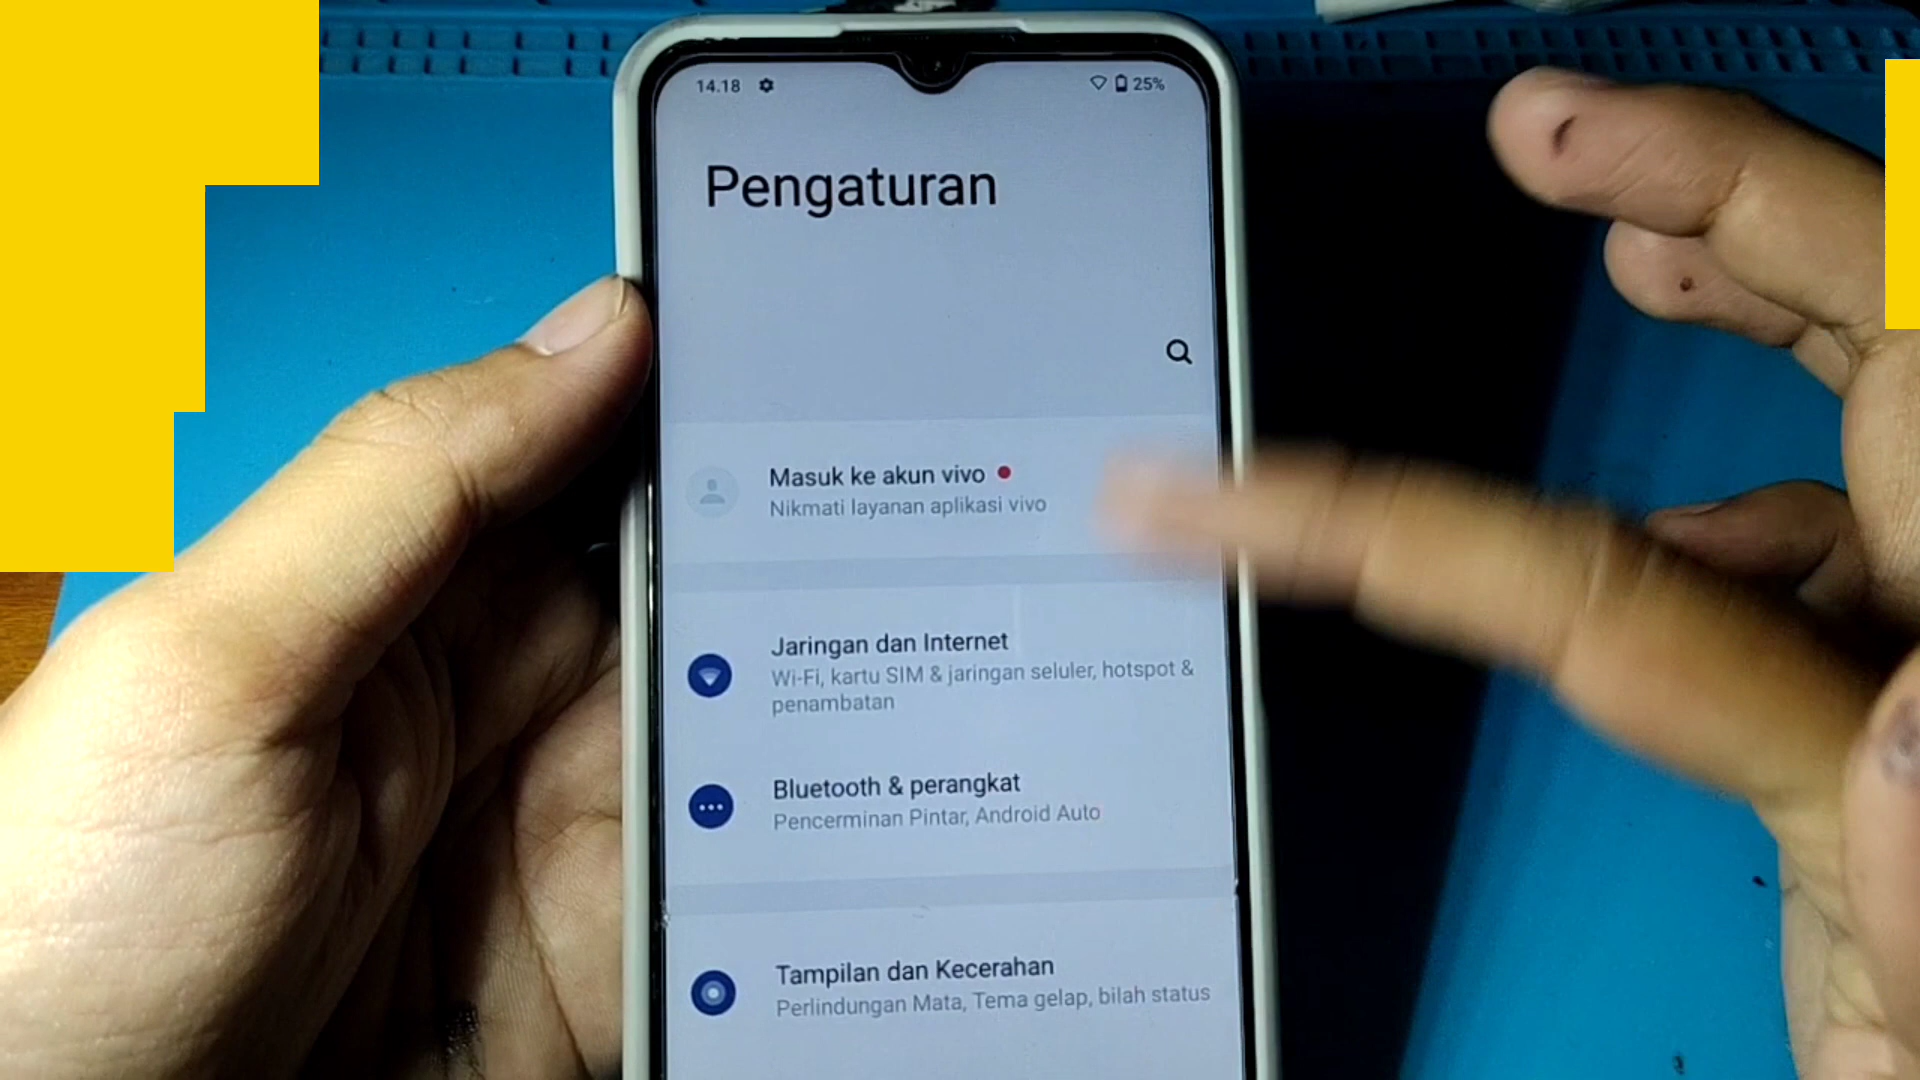 14.18
25%
Pengaturan
Masuk ke akun vivo
Nikmati layanan aplikasi vivo
Jaringan dan Internet
Wi-Fi, kartu SIM & jaringan seluler, hotspot &
penambatan
Bluetooth & perangkat
Pencerminan Pintar, Android Auto
Tampilan dan Kecerahan
Perlindungan Mata, Tema gelap, bilah status